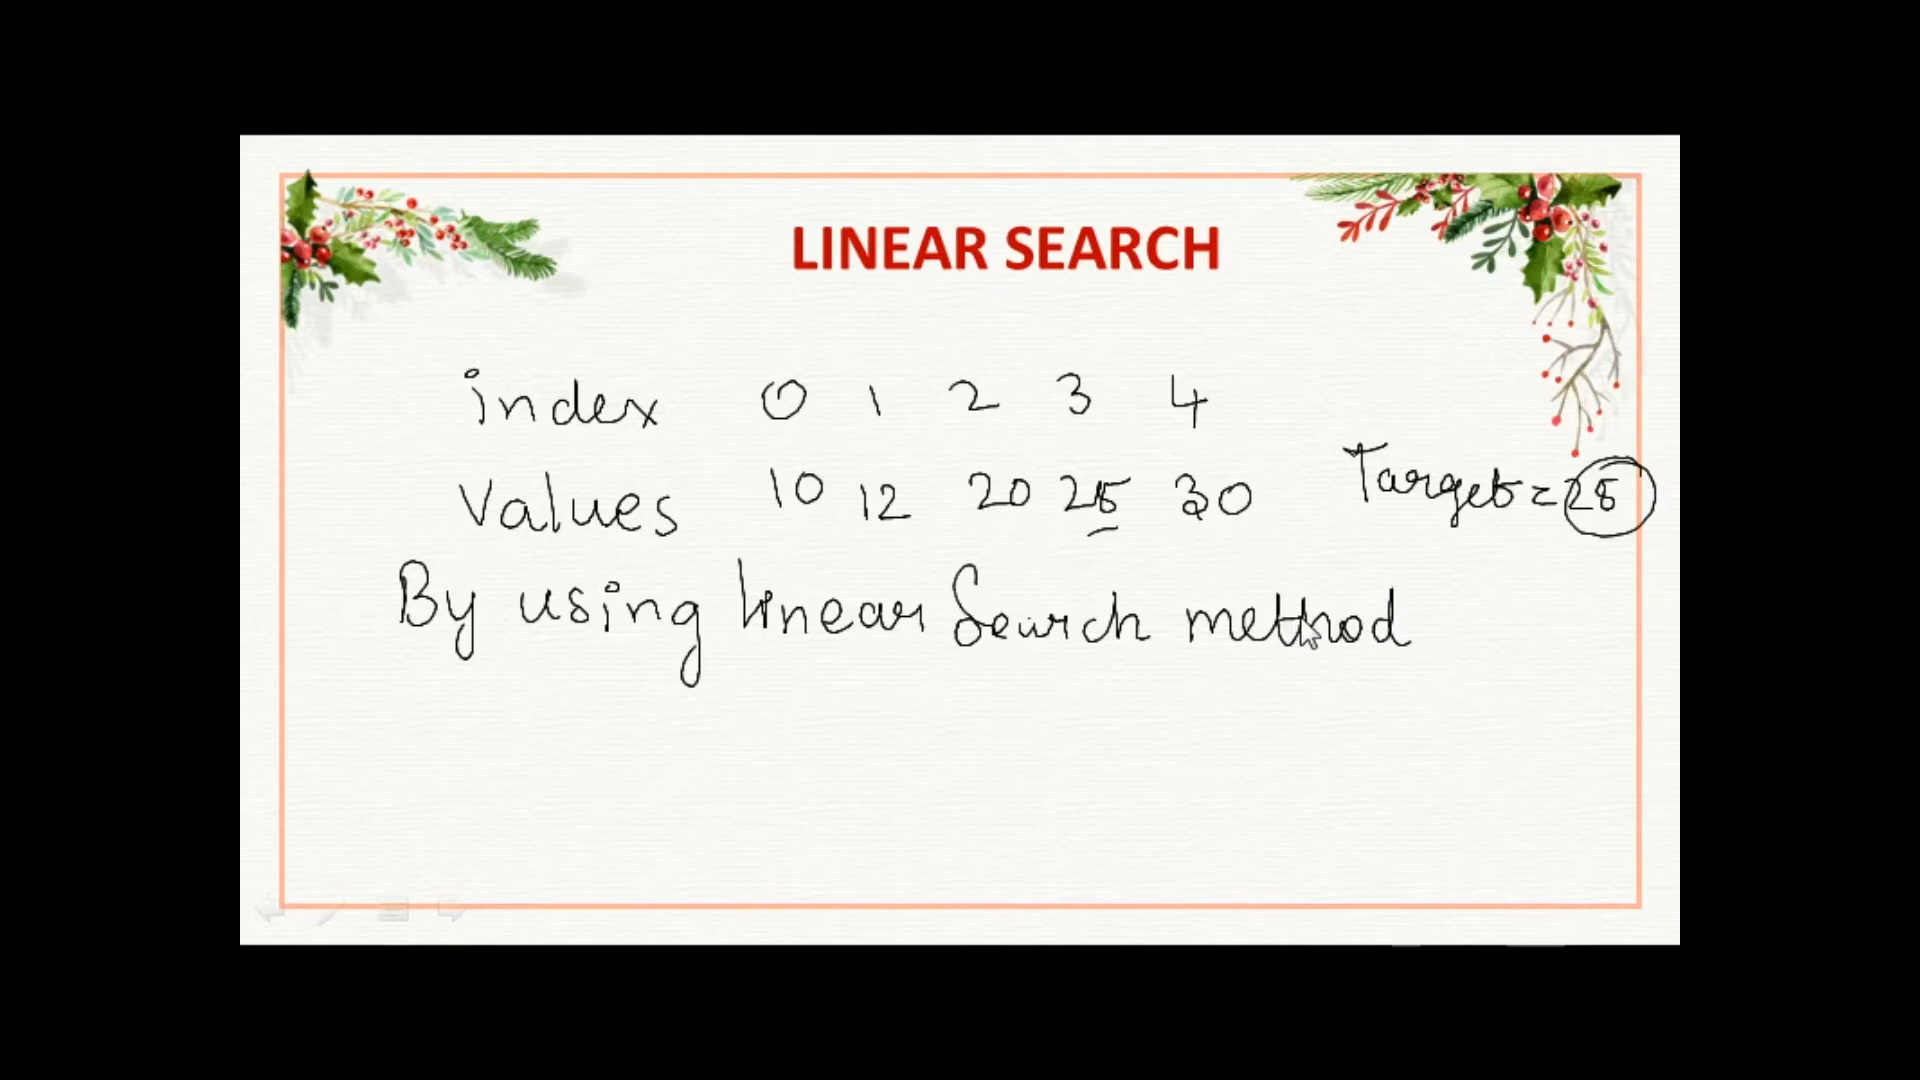 LINEAR SEARCH
index 0 1 2 3 4
Values 10 12 20 25 30 Target = 25
By using linear Search method